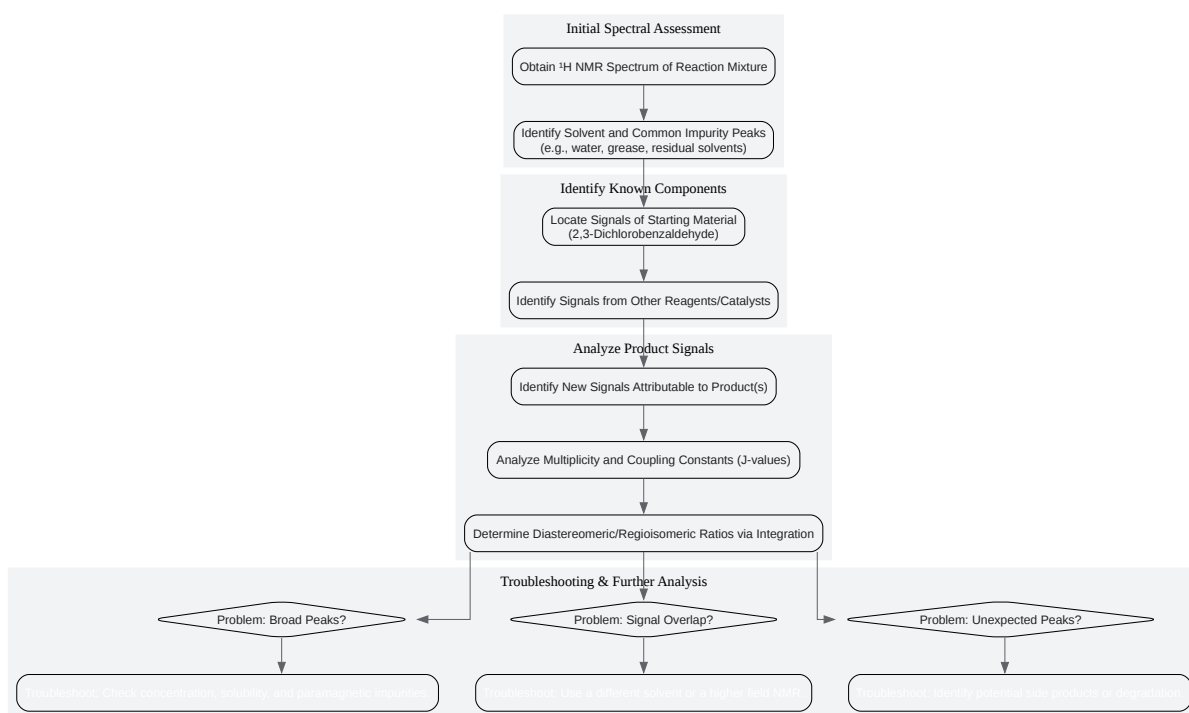 Initial Spectral Assessment
Obtain ¹H NMR Spectrum of Reaction Mixture
Identify Solvent and Common Impurity Peaks
(e.g., water, grease, residual solvents)
Identify Known Components
Locate Signals of Starting Material
(2,3-Dichlorobenzaldehyde)
Identify Signals from Other Reagents/Catalysts
Analyze Product Signals
Identify New Signals Attributable to Product(s)
Analyze Multiplicity and Coupling Constants (J-values)
Determine Diastereomeric/Regioisomeric Ratios via Integration
Troubleshooting & Further Analysis
Problem: Broad Peaks?
Problem: Signal Overlap?
Problem: Unexpected Peaks?
Troubleshoot: Check concentration, solubility, and paramagnetic impurities.
Troubleshoot: Use a different solvent or a higher field NMR.
Troubleshoot: Identify potential side products or degradation.